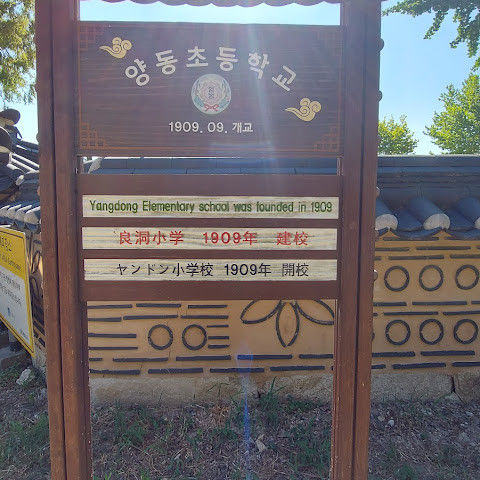 양동초등학교
1909. 09. 개교
Yangdong Elementary school was founded in 1909
良洞小学 1909年 建校
ヤンドン小学校 1909年 開校